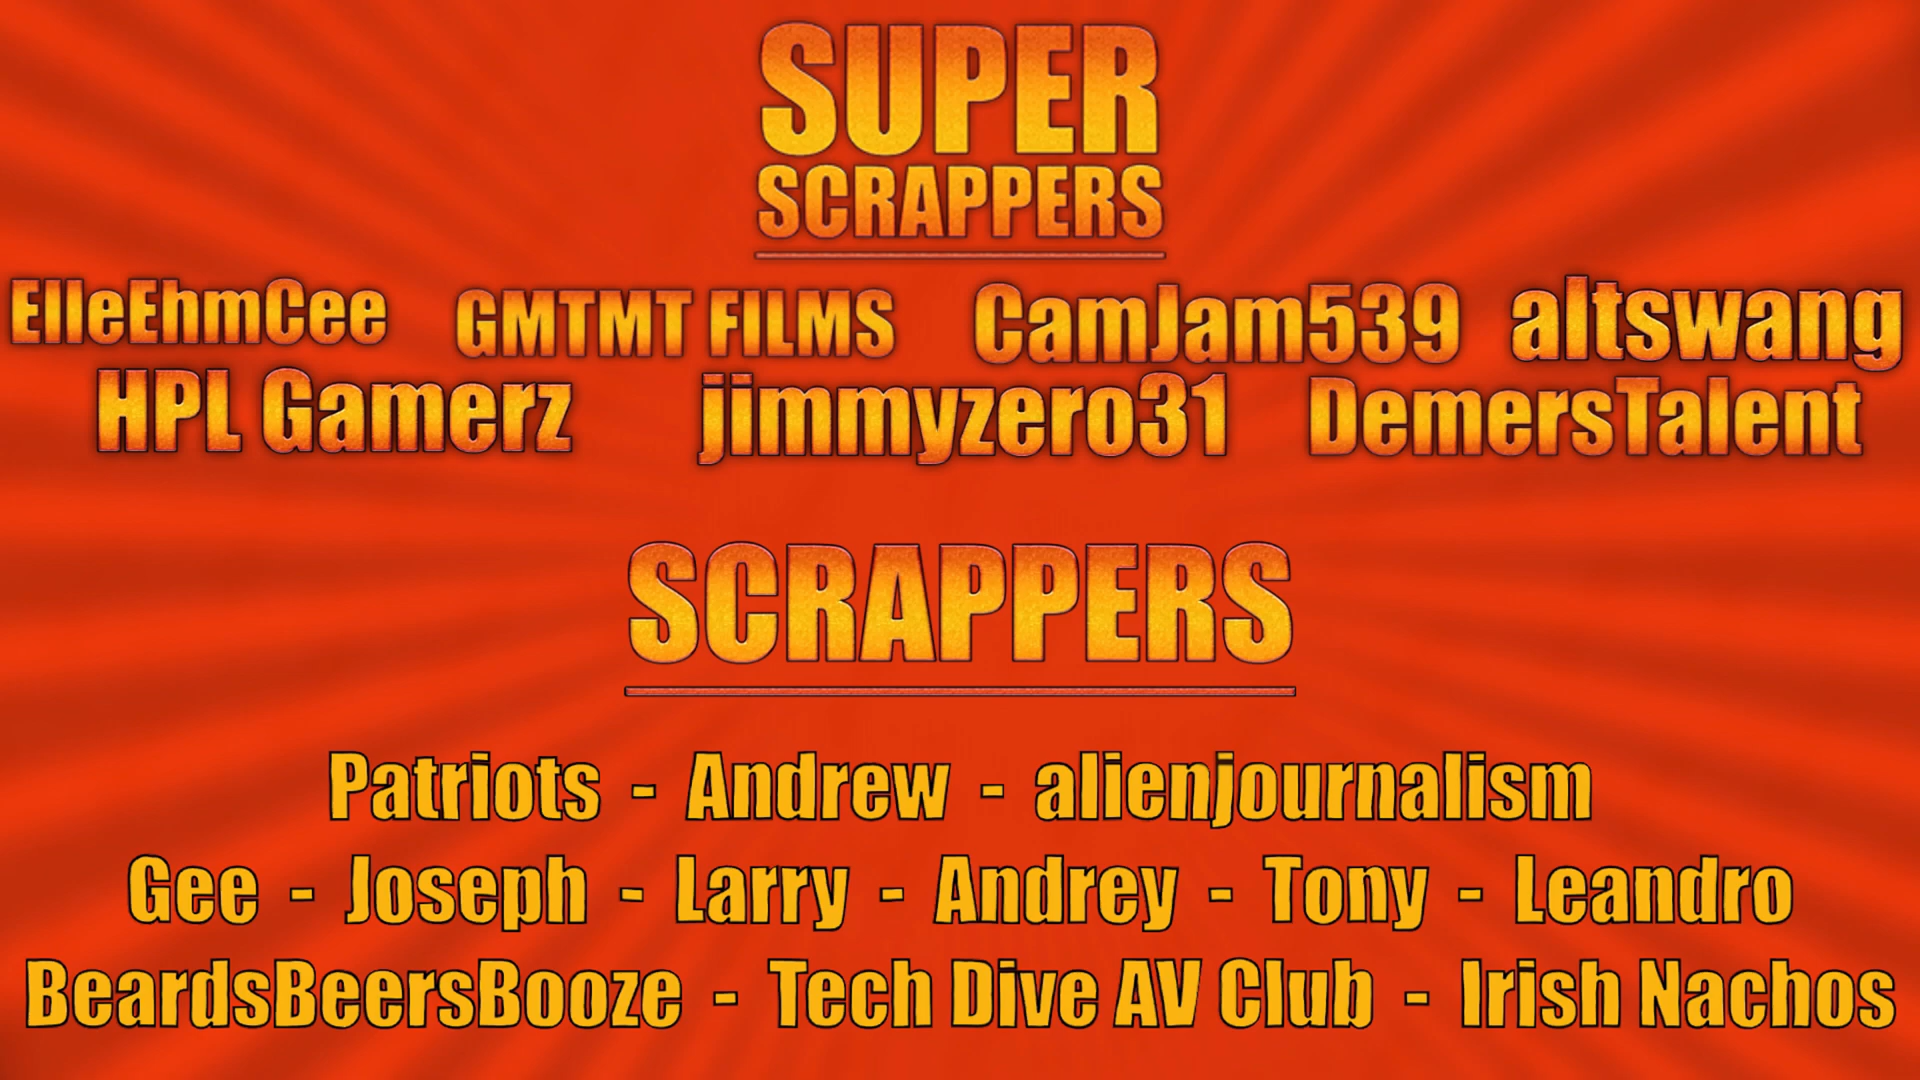 SUPER
SCRAPPERS
ElleEhmCee GMTMT FILMS CamJam539 altswang
HPL Gamerz jimmyzero31 DemersTalent
SCRAPPERS
Patriots - Andrew - alienjournalism
Gee - Joseph - Larry - Andrey - Tony - Leandro
BeardsBeersBooze - Tech Dive AV Club - Irish Nachos